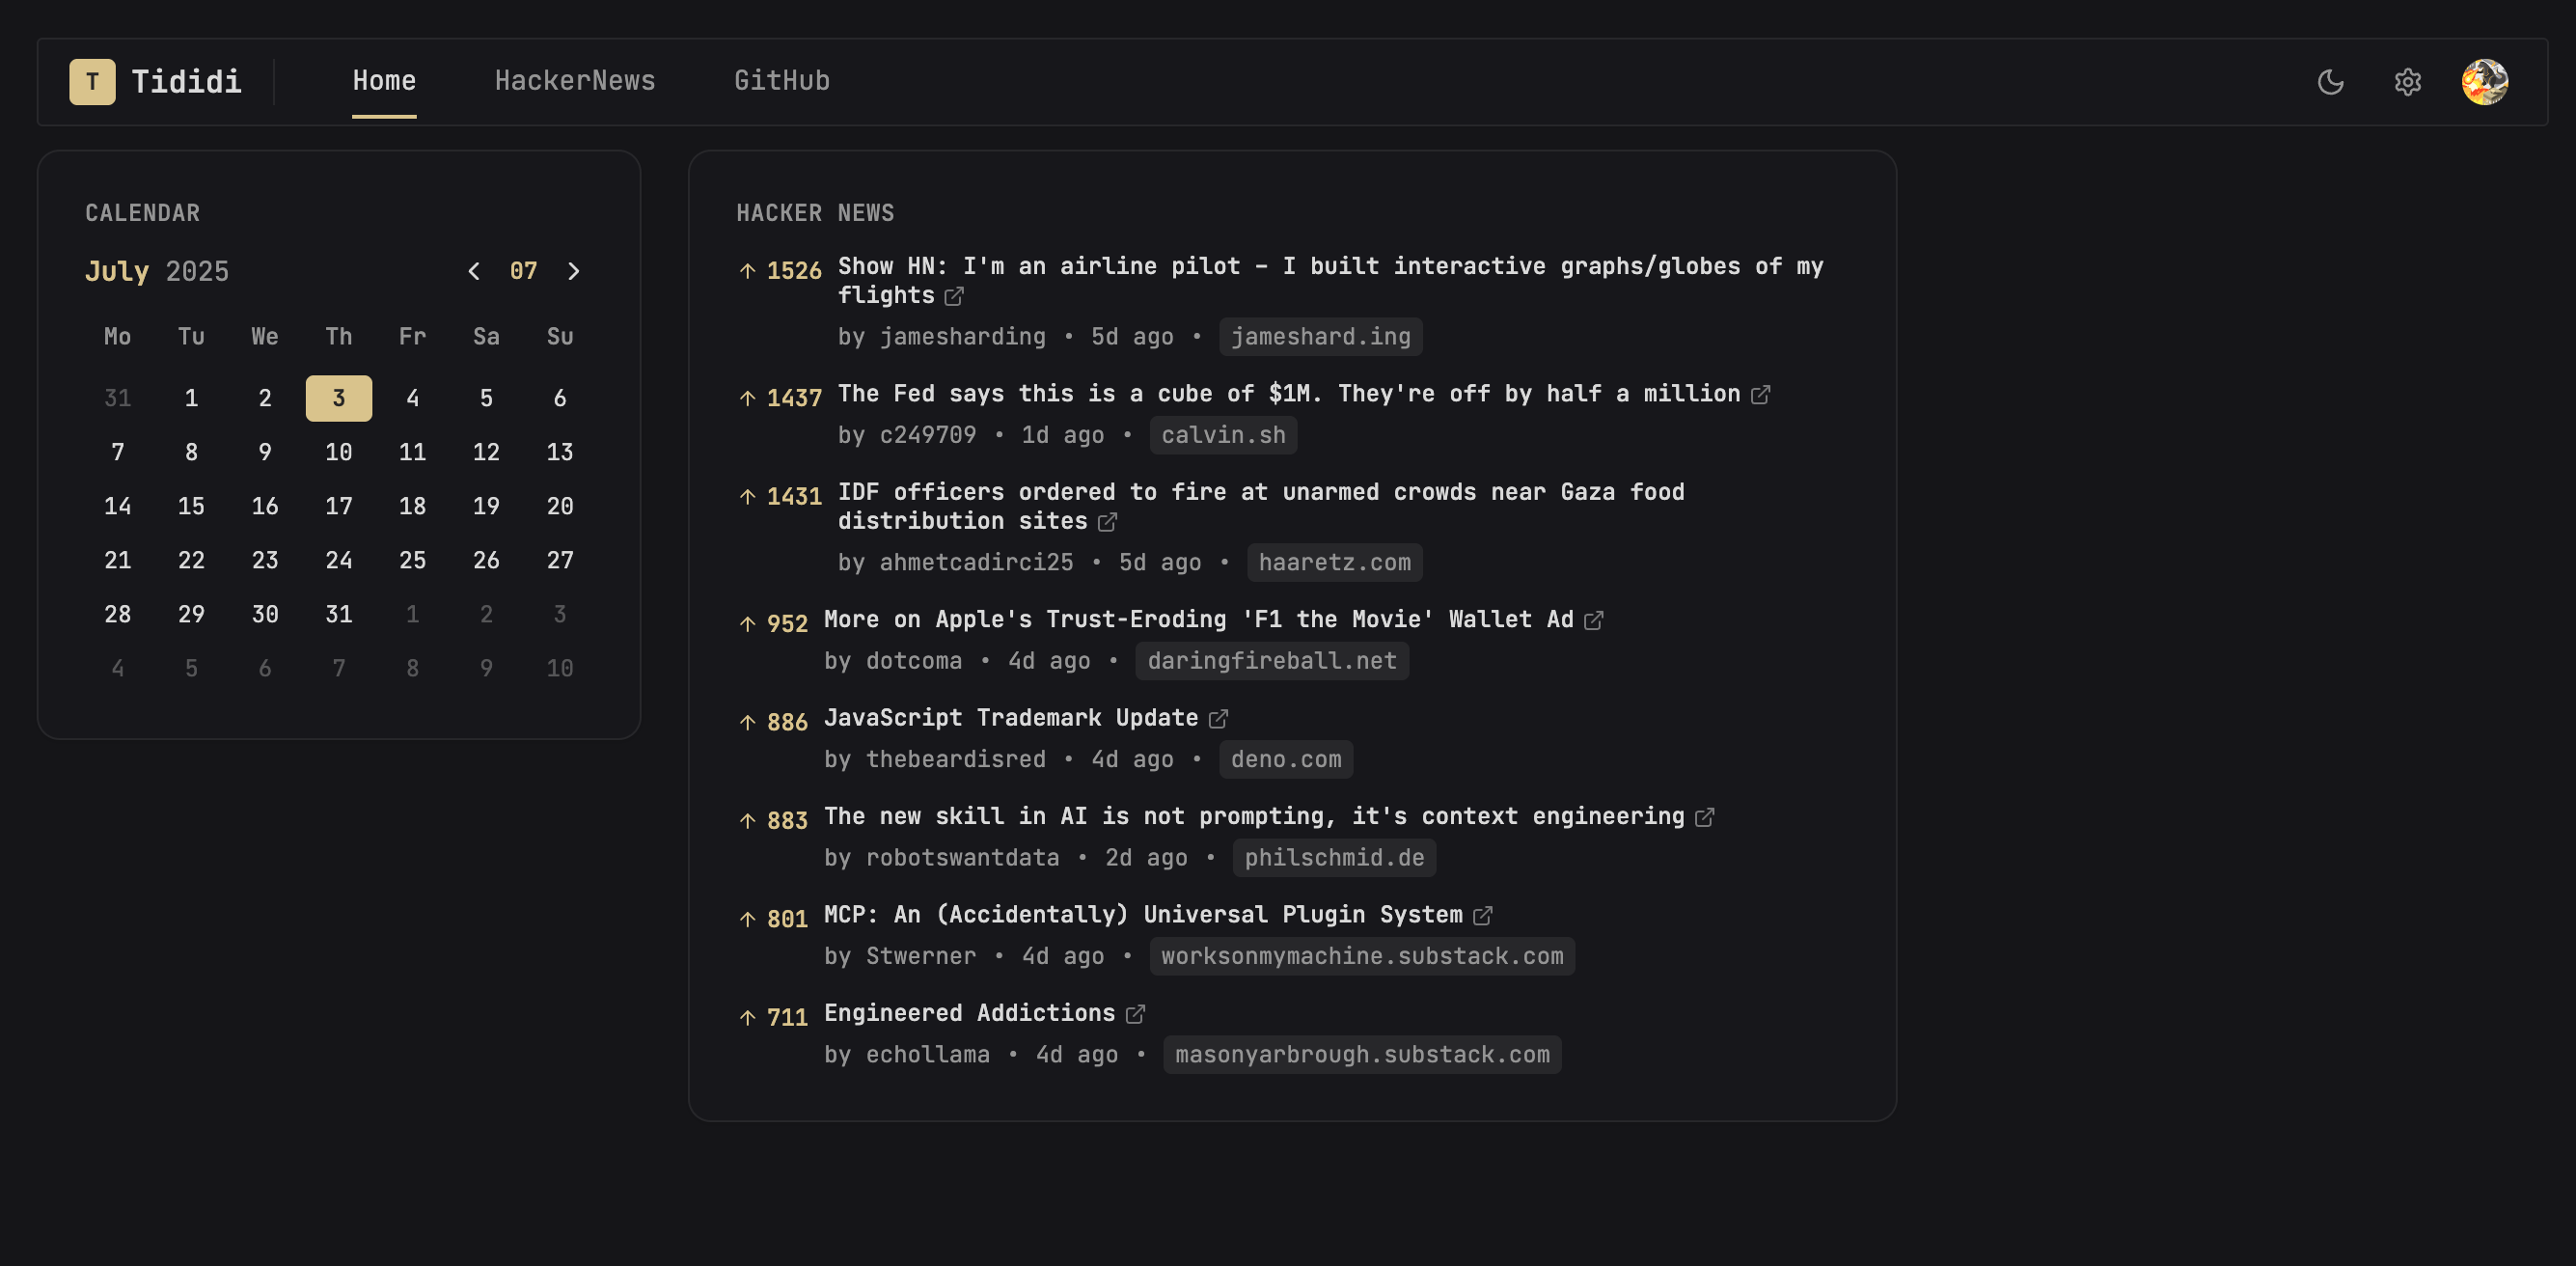 T Tididi Home HackerNews GitHub
CALENDAR
July 2025 07
Mo Tu We Th Fr Sa Su
31 1 2 3 4 5 6
7 8 9 10 11 12 13
14 15 16 17 18 19 20
21 22 23 24 25 26 27
28 29 30 31 1 2 3
4 5 6 7 8 9 10
HACKER NEWS
↑ 1526 Show HN: I'm an airline pilot – I built interactive graphs/globes of my
flights
by jamesharding • 5d ago • jameshard.ing
↑ 1437 The Fed says this is a cube of $1M. They're off by half a million
by c249709 • 1d ago • calvin.sh
↑ 1431 IDF officers ordered to fire at unarmed crowds near Gaza food
distribution sites
by ahmetcadirci25 • 5d ago • haaretz.com
↑ 952 More on Apple's Trust-Eroding 'F1 the Movie' Wallet Ad
by dotcoma • 4d ago • daringfireball.net
↑ 886 JavaScript Trademark Update
by thebeardisred • 4d ago • deno.com
↑ 883 The new skill in AI is not prompting, it's context engineering
by robotswantdata • 2d ago • philschmid.de
↑ 801 MCP: An (Accidentally) Universal Plugin System
by Stwerner • 4d ago • worksonmymachine.substack.com
↑ 711 Engineered Addictions
by echollama • 4d ago • masonyarbrough.substack.com